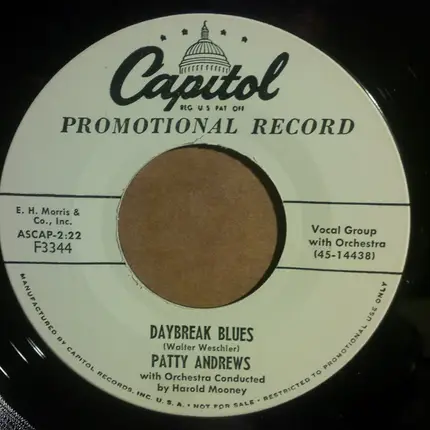 Capitol
REG. U.S. PAT. OFF.
PROMOTIONAL RECORD
E. H. Morris &
Co., Inc.
ASCAP-2:22
F3344
Vocal Group
with Orchestra
(45-14438)
DAYBREAK BLUES
(Walter Weschler)
PATTY ANDREWS
with Orchestra Conducted
by Harold Mooney
MANUFACTURED BY CAPITOL RECORDS, INC. U.S.A. • NOT FOR SALE • RESTRICTED TO PROMOTIONAL USE ONLY